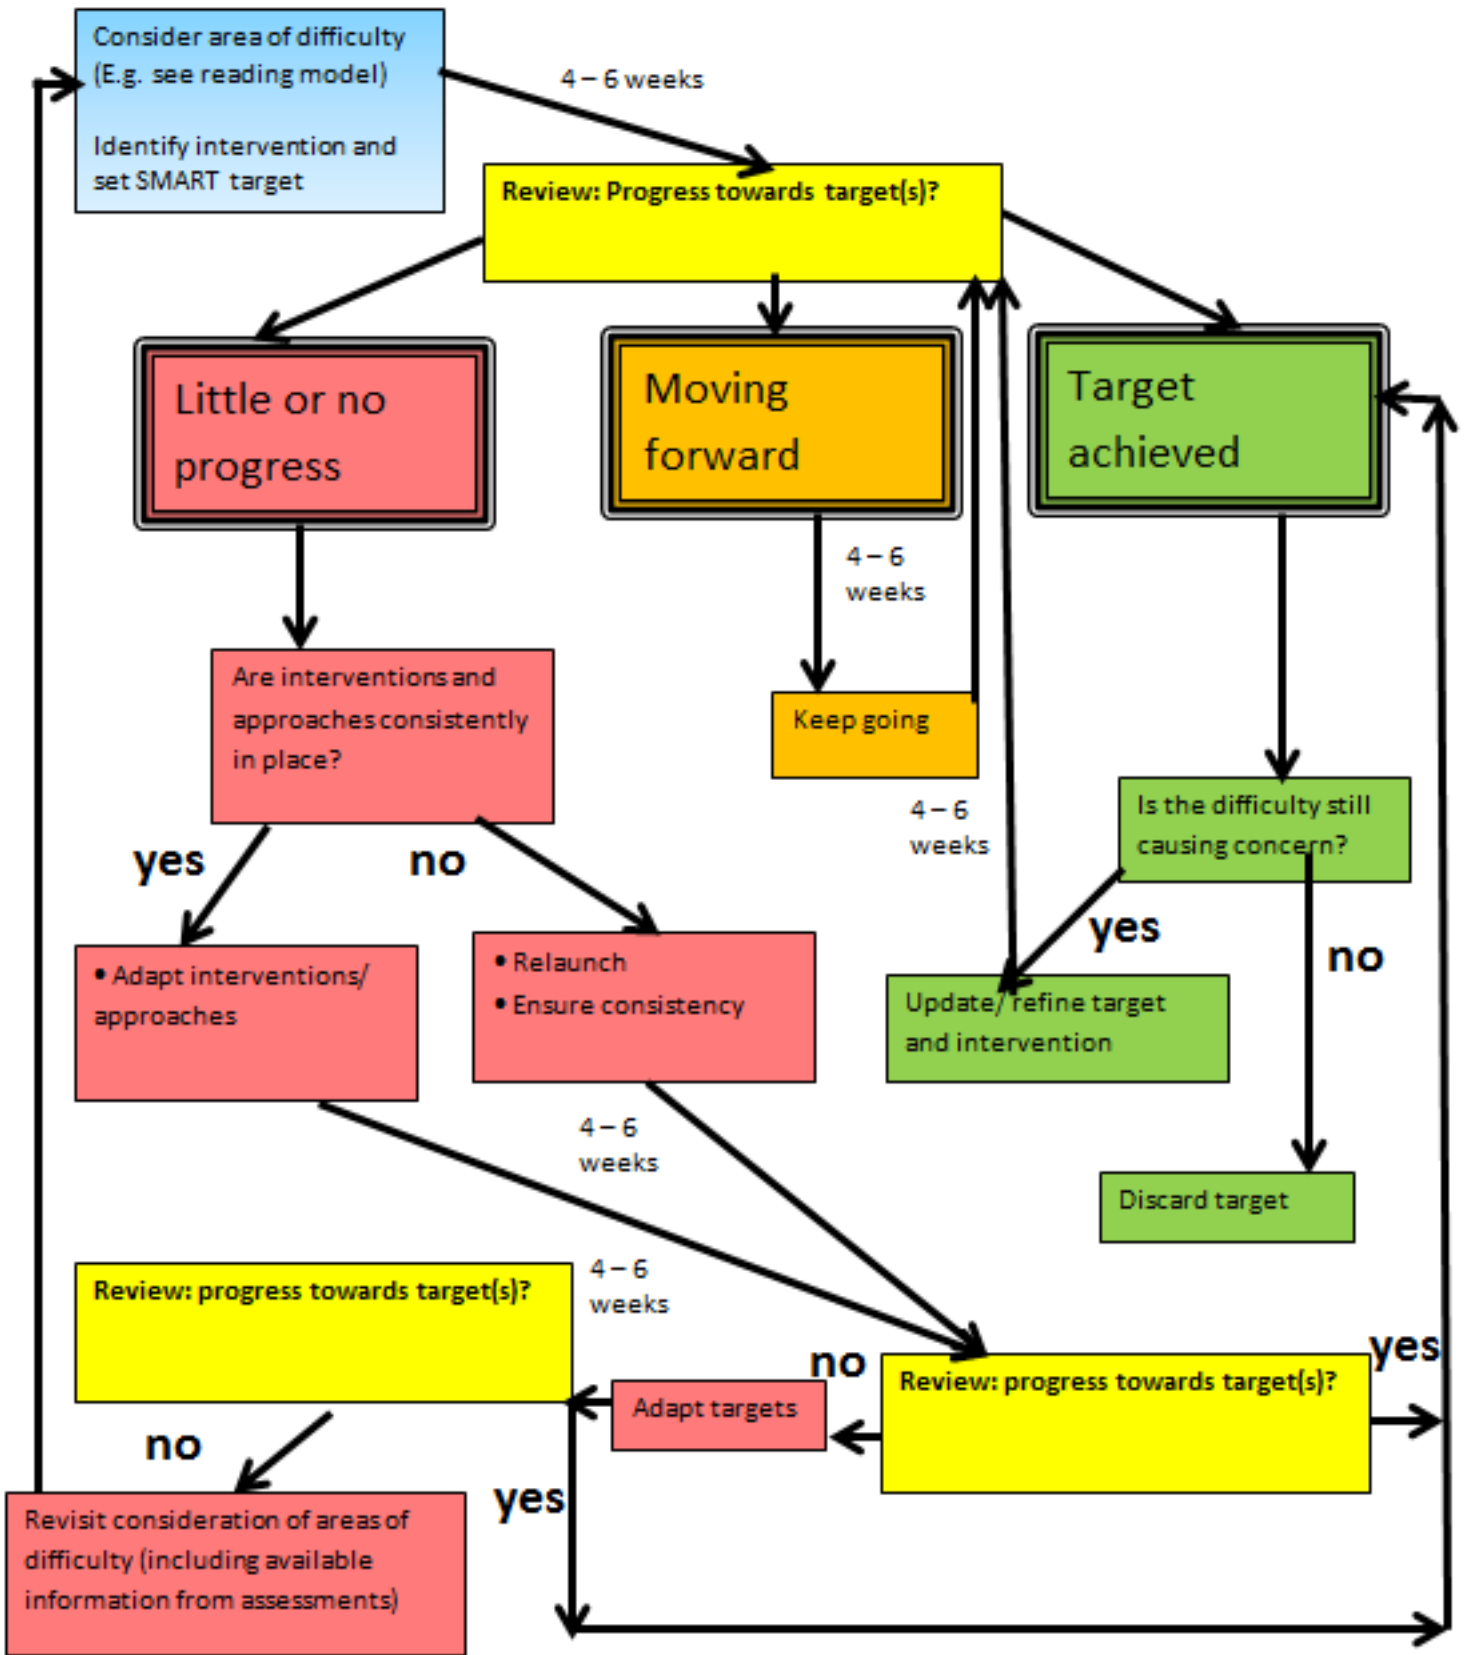 Consider area of difficulty
(E.g. see reading model)
Identify intervention and
set SMART target
4 – 6 weeks
Review: Progress towards target(s)?
Little or no
progress
Moving
forward
Target
achieved
4 – 6
weeks
Are interventions and
approaches consistently
in place?
Keep going
4 – 6
weeks
Is the difficulty still
causing concern?
yes
no
yes
no
• Adapt interventions/
approaches
• Relaunch
• Ensure consistency
Update/ refine target
and intervention
4 – 6
weeks
Discard target
Review: progress towards target(s)?
4 – 6
weeks
no
yes
Adapt targets
Review: progress towards target(s)?
no
yes
Revisit consideration of areas of
difficulty (including available
information from assessments)